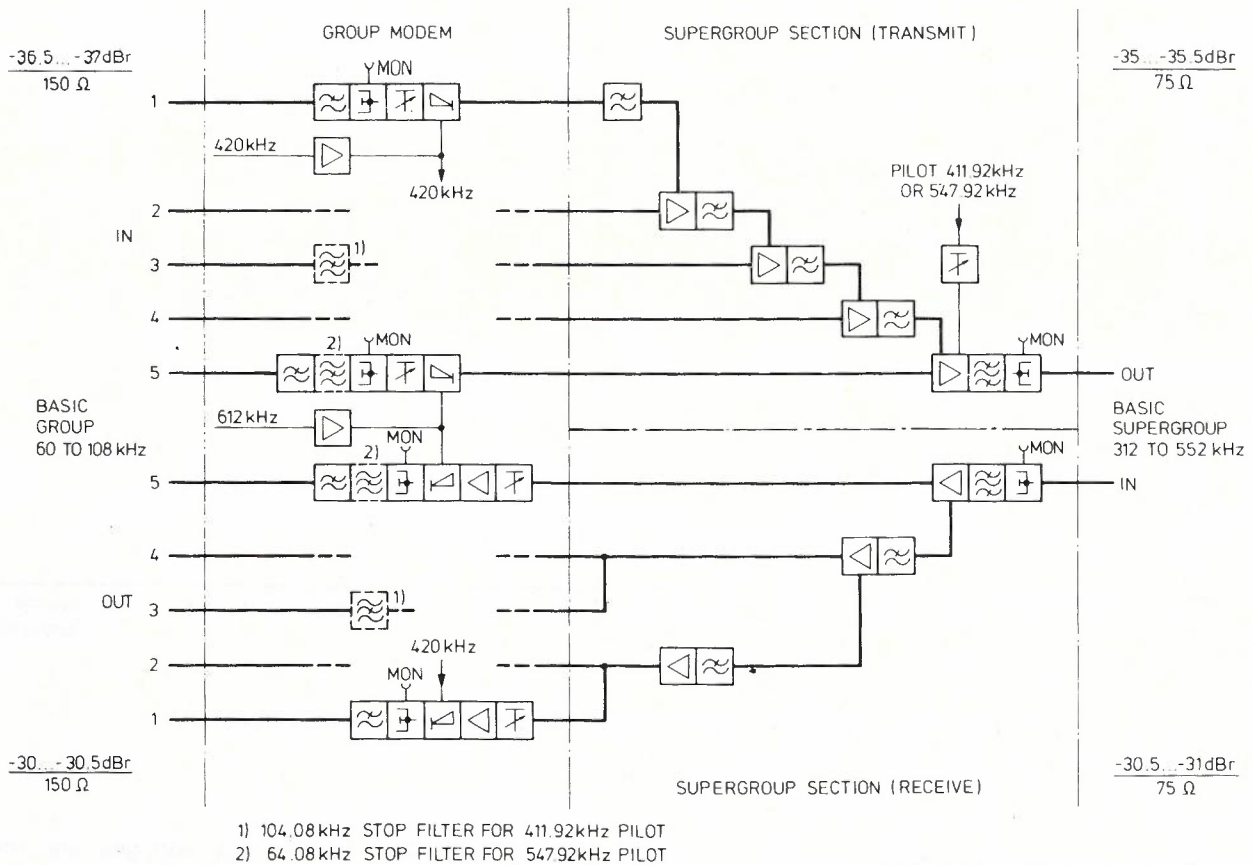 GROUP MODEM
SUPERGROUP SECTION (TRANSMIT)
-36.5...-37dBr
150 Ω
-35...-35.5dBr
75 Ω
MON
1
420kHz
420kHz
PILOT 411.92kHz
OR 547.92kHz
2
IN
3
1)
4
2)
MON
MON
5
OUT
BASIC
GROUP
60 TO 108 kHz
612kHz
BASIC
SUPERGROUP
312 TO 552 kHz
2)
MON
MON
5
IN
4
OUT
3
1)
420kHz
2
MON
1
-30...-30.5dBr
150 Ω
SUPERGROUP SECTION (RECEIVE)
-30.5...-31dBr
75 Ω
1) 104.08kHz STOP FILTER FOR 411.92kHz PILOT
2) 64.08kHz STOP FILTER FOR 547.92kHz PILOT